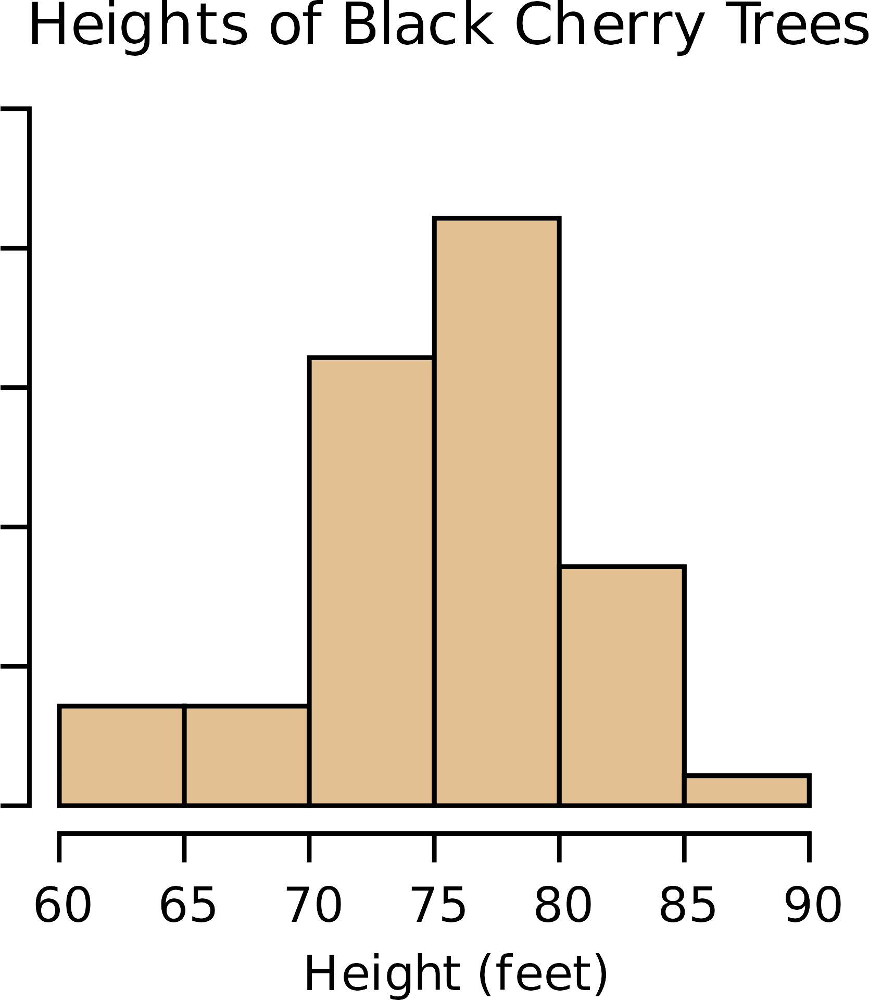 Heights of Black Cherry Trees
60 65 70 75 80 85 90
Height (feet)